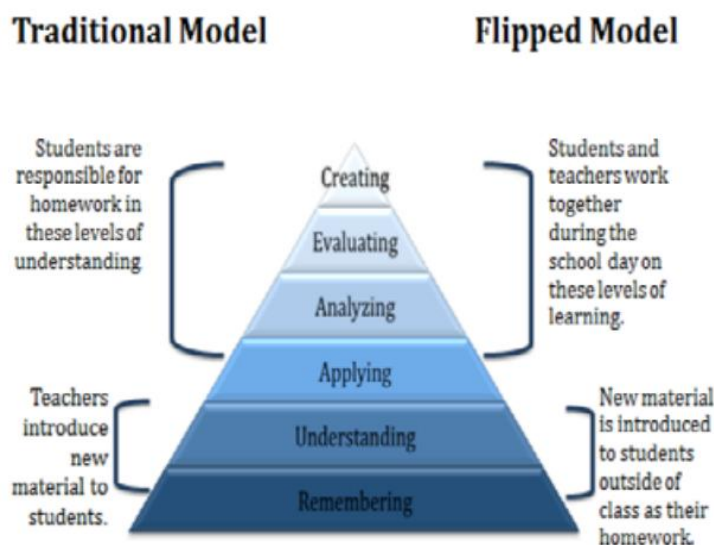 Traditional Model
Flipped Model
Students are
responsible for
homework in
these levels of
understanding
Creating
Evaluating
Analyzing
Applying
Understanding
Remembering
Students and
teachers work
together
during the
school day on
these levels of
learning.
Teachers
introduce
new
material to
students.
New material
is introduced
to students
outside of
class as their
homework.